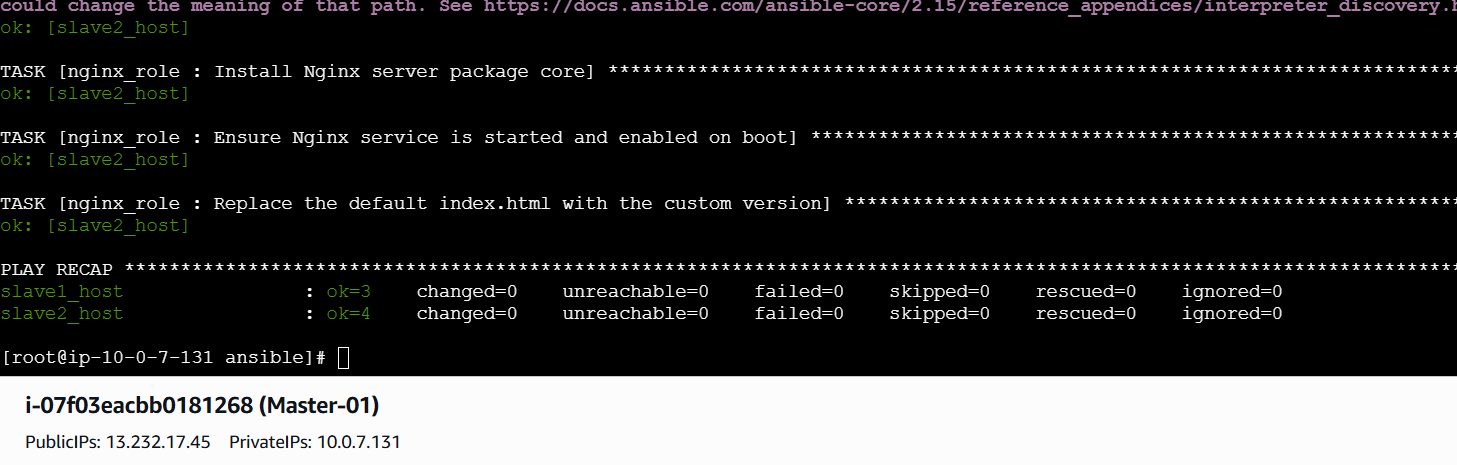 could change the meaning of that path. See https://docs.ansible.com/ansible-core/2.15/reference_appendices/interpreter_discovery.h
ok: [slave2_host]
TASK [nginx_role : Install Nginx server package core] ****************************************************************************
ok: [slave2_host]
TASK [nginx_role : Ensure Nginx service is started and enabled on boot] **********************************************************
ok: [slave2_host]
TASK [nginx_role : Replace the default index.html with the custom version] *******************************************************
ok: [slave2_host]
PLAY RECAP ***********************************************************************************************************************
slave1_host : ok=3 changed=0 unreachable=0 failed=0 skipped=0 rescued=0 ignored=0
slave2_host : ok=4 changed=0 unreachable=0 failed=0 skipped=0 rescued=0 ignored=0
[root@ip-10-0-7-131 ansible]#
i-07f03eacbb0181268 (Master-01)
PublicIPs: 13.232.17.45 PrivateIPs: 10.0.7.131